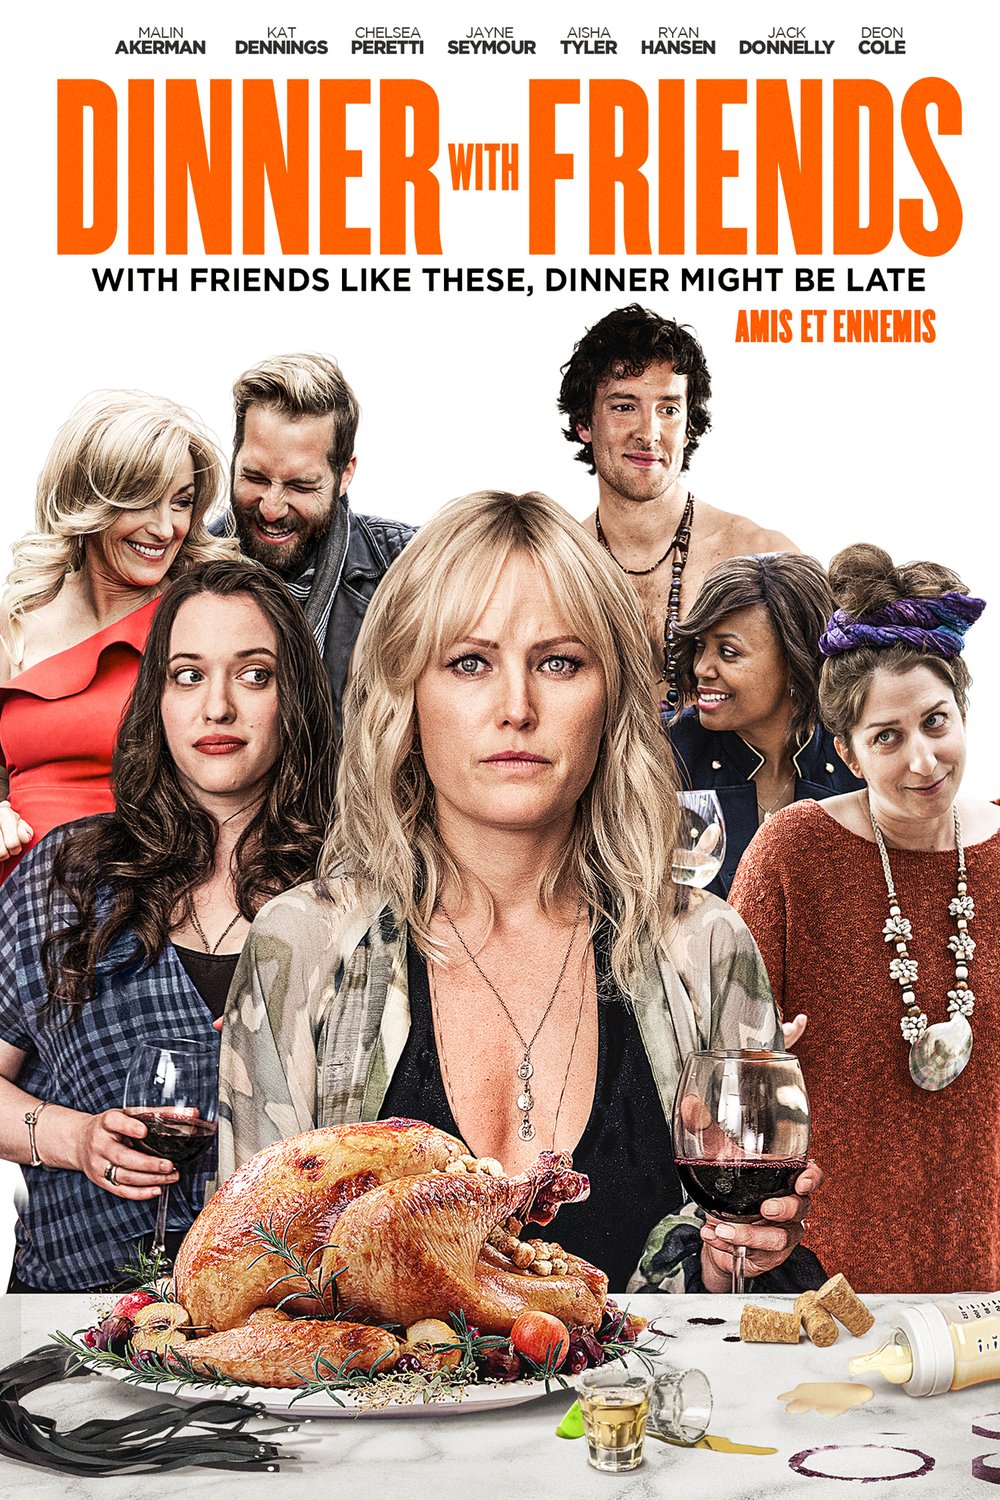 MALIN KAT CHELSEA JAYNE AISHA RYAN JACK DEON
AKERMAN DENNINGS PERETTI SEYMOUR TYLER HANSEN DONNELLY COLE
DINNER WITH FRIENDS
WITH FRIENDS LIKE THESE, DINNER MIGHT BE LATE
AMIS ET ENNEMIS